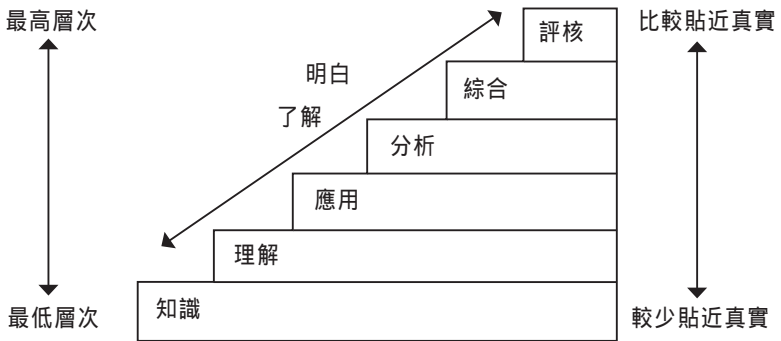 最高層次
評核
比較貼近真實
明白
綜合
了解
分析
應用
理解
知識
最低層次
較少貼近真實